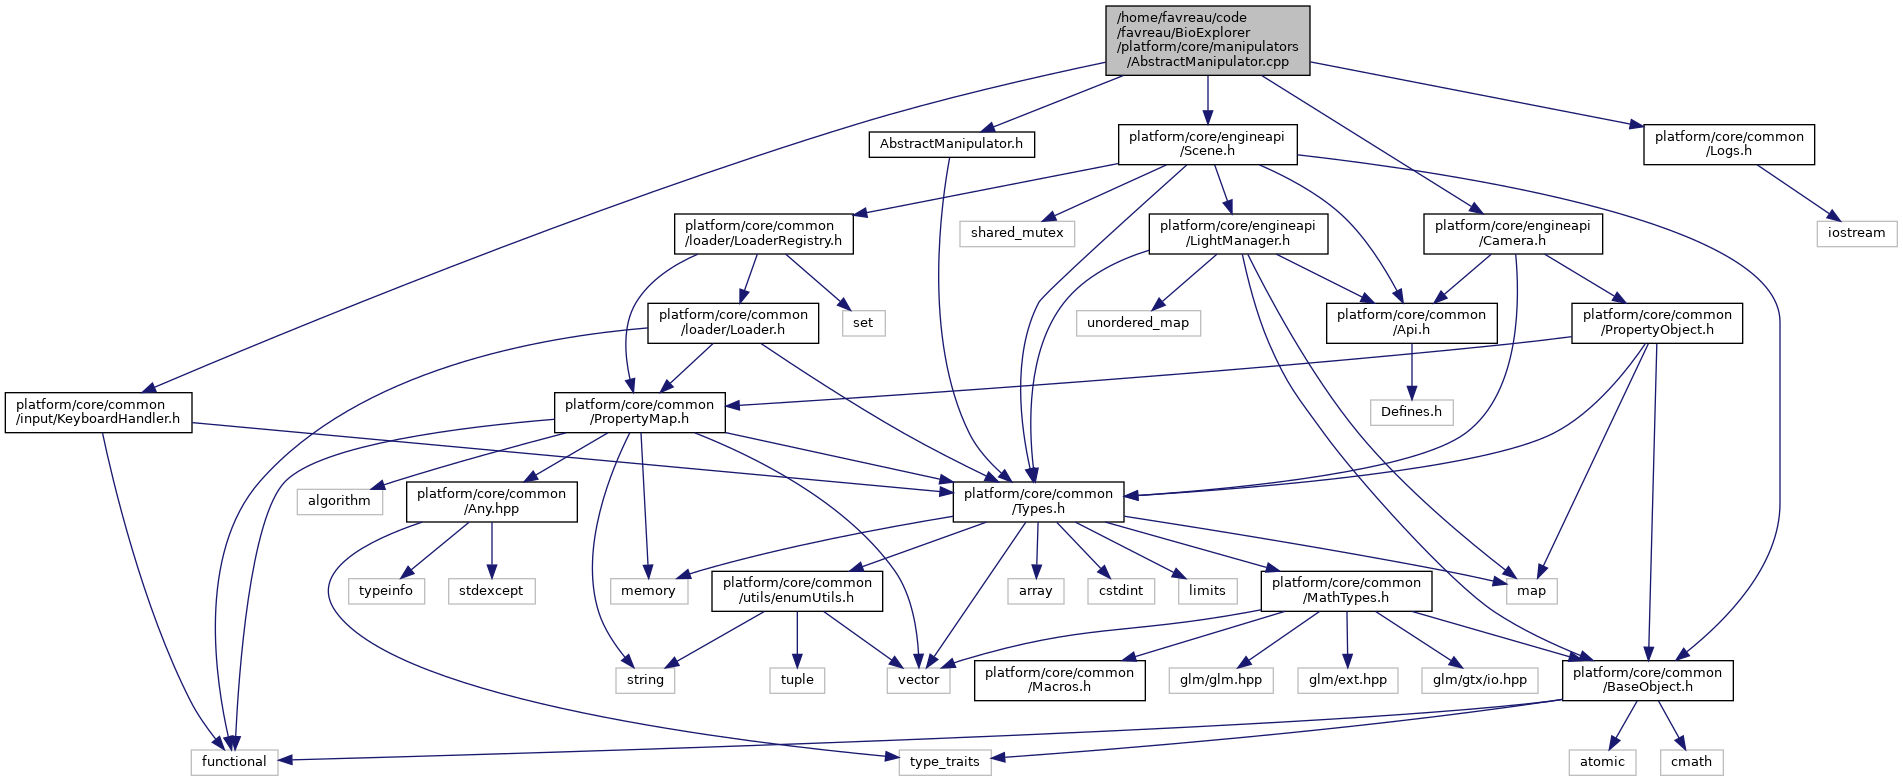 /home/favreau/code
/favreau/BioExplorer
/platform/core/manipulators
/AbstractManipulator.cpp
AbstractManipulator.h
platform/core/engineapi
/Scene.h
platform/core/common
/Logs.h
platform/core/common
/loader/LoaderRegistry.h
shared_mutex
platform/core/engineapi
/LightManager.h
platform/core/engineapi
/Camera.h
iostream
platform/core/common
/loader/Loader.h
set
unordered_map
platform/core/common
/Api.h
platform/core/common
/PropertyObject.h
platform/core/common
/input/KeyboardHandler.h
platform/core/common
/PropertyMap.h
Defines.h
algorithm
platform/core/common
/Any.hpp
platform/core/common
/Types.h
typeinfo
stdexcept
memory
platform/core/common
/utils/enumUtils.h
array
cstdint
limits
platform/core/common
/MathTypes.h
map
string
tuple
vector
platform/core/common
/Macros.h
glm/glm.hpp
glm/ext.hpp
glm/gtx/io.hpp
platform/core/common
/BaseObject.h
functional
type_traits
atomic
cmath